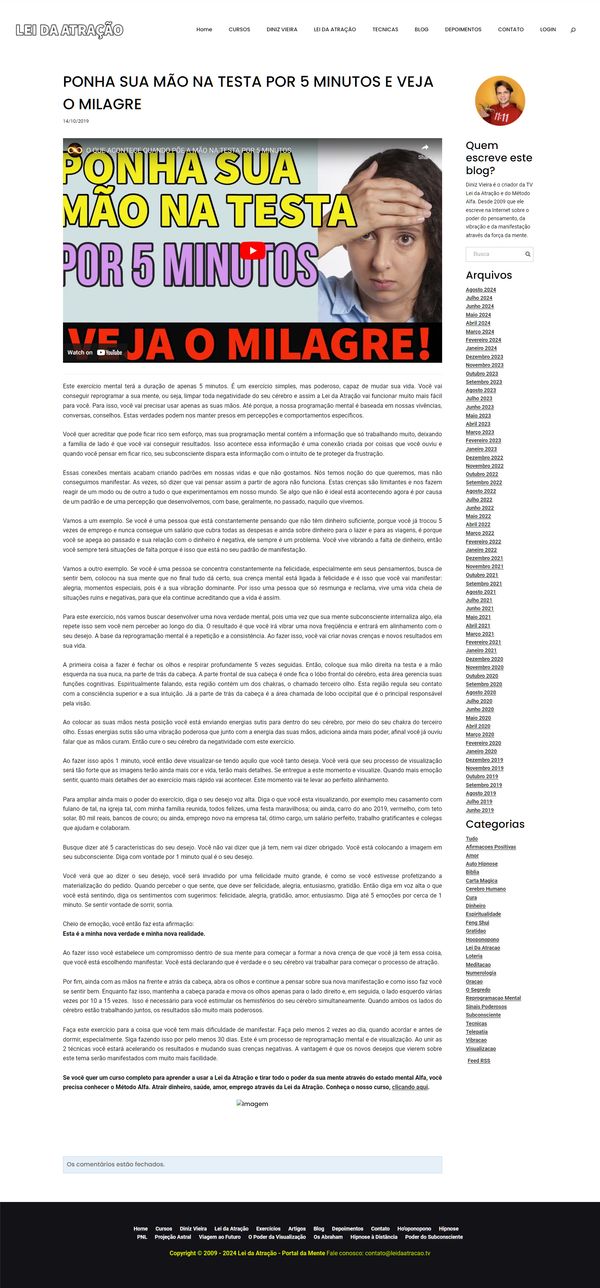 LEI DA ATRAÇÃO
Home CURSOS DINIZ VIEIRA LEI DA ATRAÇÃO TECNICAS BLOG DEPOIMENTOS CONTATO LOGIN
PONHA SUA MÃO NA TESTA POR 5 MINUTOS E VEJA
O MILAGRE
14/10/2019
O QUE ACONTECE QUANDO PÕE A MÃO NA TESTA POR 5 MINUTOS
Share
PONHA SUA
MÃO NA TESTA
POR 5 MINUTOS
VEJA O MILAGRE!
Watch on YouTube
Este exercício mental terá a duração de apenas 5 minutos. É um exercício simples, mas poderoso, capaz de mudar sua vida. Você vai
conseguir reprogramar a sua mente, ou seja, limpar toda negatividade do seu cérebro e assim a Lei da Atração vai funcionar muito mais fácil
para você. Para isso, você vai precisar usar apenas as suas mãos. Até porque, a nossa programação mental é baseada em nossas vivências,
conversas, conselhos. Estas verdades podem nos manter presos em percepções e comportamentos específicos.
Você quer acreditar que pode ficar rico sem esforço, mas sua programação mental contém a informação que só trabalhando muito, deixando
a família de lado é que você vai conseguir resultados. Isso acontece essa informação é uma conexão criada por coisas que você ouviu e
quando você pensar em ficar rico, seu subconsciente dispara esta informação com o intuito de te proteger da frustração.
Essas conexões mentais acabam criando padrões em nossas vidas e que não gostamos. Nós temos noção do que queremos, mas não
conseguimos manifestar. As vezes, só dizer que vai pensar assim a partir de agora não funciona. Estas crenças são limitantes e nos fazem
reagir de um modo ou de outro a tudo o que experimentamos em nosso mundo. Se algo que não é ideal está acontecendo agora é por causa
de um padrão e de uma percepção que desenvolvemos, com base, geralmente, no passado, naquilo que vivemos.
Vamos a um exemplo. Se você é uma pessoa que está constantemente pensando que não têm dinheiro suficiente, porque você já trocou 5
vezes de emprego e nunca consegue um salário que cubra todas as despesas e ainda sobre dinheiro para o lazer e para as viagens, é porque
você se apega ao passado e sua relação com o dinheiro é negativa, ele sempre é um problema. Você vive vibrando a falta de dinheiro, então
você sempre terá situações de falta porque é isso que está no seu padrão de manifestação.
Vamos a outro exemplo. Se você é uma pessoa se concentra constantemente na felicidade, especialmente em seus pensamentos, busca de
sentir bem, colocou na sua mente que no final tudo dá certo, sua crença mental está ligada à felicidade e é isso que você vai manifestar:
alegria, momentos especiais, pois é a sua vibração dominante. Por isso uma pessoa que só resmunga e reclama, vive uma vida cheia de
situações ruins e negativas, para que ela continue acreditando que a vida é assim.
Para este exercício, nós vamos buscar desenvolver uma nova verdade mental, pois uma vez que sua mente subconsciente internaliza algo, ela
repete isso sem você nem perceber ao longo do dia. O resultado é que você irá vibrar uma nova freqüência e entrará em alinhamento com o
seu desejo. A base da reprogramação mental é a repetição e a consistência. Ao fazer isso, você vai criar novas crenças e novos resultados em
sua vida.
A primeira coisa a fazer é fechar os olhos e respirar profundamente 5 vezes seguidas. Então, coloque sua mão direita na testa e a mão
esquerda na sua nuca, na parte de trás da cabeça. A parte frontal de sua cabeça é onde fica o lobo frontal do cérebro, esta área gerencia suas
funções cognitivas. Espiritualmente falando, esta região contém um dos chakras, o chamado terceiro olho. Esta região regula seu contato
com a consciência superior e a sua intuição. Já a parte de trás da cabeça é a área chamada de lobo occipital que é o principal responsável
pela visão.
Ao colocar as suas mãos nesta posição você está enviando energias sutis para dentro do seu cérebro, por meio do seu chakra do terceiro
olho. Essas energias sutis são uma vibração poderosa que junto com a energia das suas mãos, adiciona ainda mais poder, afinal você já ouviu
falar que as mãos curam. Então cure o seu cérebro da negatividade com este exercício.
Ao fazer isso após 1 minuto, você então deve visualizar-se tendo aquilo que você tanto deseja. Você verá que seu processo de visualização
será tão forte que as imagens terão ainda mais cor e vida, terão mais detalhes. Se entregue a este momento e visualize. Quando mais emoção
sentir, quanto mais detalhes der ao exercício mais rápido vai acontecer. Este momento vai te levar ao perfeito alinhamento.
Para ampliar ainda mais o poder do exercício, diga o seu desejo voz alta. Diga o que você esta visualizando, por exemplo meu casamento com
fulano de tal, na igreja tal, com minha família reunida, todos felizes, uma festa maravilhosa; ou ainda, carro do ano 2019, vermelho, com teto
solar, 80 mil reais, bancos de couro; ou ainda, emprego novo na empresa tal, ótimo cargo, um salário perfeito, trabalho gratificantes e colegas
que ajudam e colaboram.
Busque dizer até 5 características do seu desejo. Você não vai dizer que já tem, nem vai dizer obrigado. Você está colocando a imagem em
seu subconsciente. Diga com vontade por 1 minuto qual é o seu desejo.
Você verá que ao dizer o seu desejo, você será invadido por uma felicidade muito grande, é como se você estivesse profetizando a
materialização do pedido. Quando perceber o que sente, que deve ser felicidade, alegria, entusiasmo, gratidão. Então diga em voz alta o que
você está sentindo, diga os sentimentos com sugerimos: felicidade, alegria, gratidão, amor, entusiasmo. Diga até 5 emoções por cerca de 1
minuto. Se sentir vontade de sorrir, sorria.
Cheio de emoção, você então faz esta afirmação:
Esta é a minha nova verdade e minha nova realidade.
Ao fazer isso você estabelece um compromisso dentro de sua mente para começar a formar a nova crença de que você já tem essa coisa,
que você está escolhendo manifestar. Você está declarando que é verdade e o seu cérebro vai trabalhar para começar o processo de atração.
Por fim, ainda com as mãos na frente e atrás da cabeça, abra os olhos e continue a pensar sobre sua nova manifestação e como isso faz você
se sentir bem. Enquanto faz isso, mantenha a cabeça parada e mova os olhos apenas para o lado direito e, em seguida, o lado esquerdo várias
vezes por 10 a 15 vezes. Isso é necessário para você estimular os hemisférios do seu cérebro simultaneamente. Quando ambos os lados do
cérebro estão trabalhando juntos, os resultados são muito mais poderosos.
Faça este exercício para a coisa que você tem mais dificuldade de manifestar. Faça pelo menos 2 vezes ao dia, quando acordar e antes de
dormir, especialmente. Siga fazendo isso por pelo menos 30 dias. Este é um processo de reprogramação mental e de visualização. Ao unir as
2 técnicas você estará acelerando os resultados e mudando suas crenças negativas. A vantagem é que os novos desejos que vierem sobre
este tema serão manifestados com muito mais facilidade.
Se você quer um curso completo para aprender a usar a Lei da Atração e tirar todo o poder da sua mente através do estado mental Alfa, você
precisa conhecer o Método Alfa. Atrair dinheiro, saúde, amor, emprego através da Lei da Atração. Conheça o nosso curso, clicando aqui.
Imagem
Os comentários estão fechados.
11:11
Quem
escreve este
blog?
Diniz Vieira é o criador da TV
Lei da Atração e do Método
Alfa. Desde 2009 que ele
escreve na Internet sobre o
poder do pensamento, da
vibração e da manifestação
através da força da mente.
Busca
Arquivos
Agosto 2024
Julho 2024
Junho 2024
Maio 2024
Abril 2024
Março 2024
Fevereiro 2024
Janeiro 2024
Dezembro 2023
Novembro 2023
Outubro 2023
Setembro 2023
Agosto 2023
Julho 2023
Junho 2023
Maio 2023
Abril 2023
Março 2023
Fevereiro 2023
Janeiro 2023
Dezembro 2022
Novembro 2022
Outubro 2022
Setembro 2022
Agosto 2022
Julho 2022
Junho 2022
Maio 2022
Abril 2022
Março 2022
Fevereiro 2022
Janeiro 2022
Dezembro 2021
Novembro 2021
Outubro 2021
Setembro 2021
Agosto 2021
Julho 2021
Junho 2021
Maio 2021
Abril 2021
Março 2021
Fevereiro 2021
Janeiro 2021
Dezembro 2020
Novembro 2020
Outubro 2020
Setembro 2020
Agosto 2020
Julho 2020
Junho 2020
Maio 2020
Abril 2020
Março 2020
Fevereiro 2020
Janeiro 2020
Dezembro 2019
Novembro 2019
Outubro 2019
Setembro 2019
Agosto 2019
Julho 2019
Junho 2019
Categorias
Tudo
Afirmacoes Positivas
Amor
Auto Hipnose
Biblia
Carta Magica
Cerebro Humano
Cura
Dinheiro
Espiritualidade
Feng Shui
Gratidao
Hooponopono
Lei Da Atracao
Loteria
Meditacao
Numerologia
Oracao
O Segredo
Reprogramacao Mental
Sinais Poderosos
Subconsciente
Tecnicas
Telepatia
Vibracao
Visualizacao
Feed RSS
Home Cursos Diniz Vieira Lei da Atração Exercícios Artigos Blog Depoimentos Contato Ho'oponopono Hipnose
PNL Projeção Astral Viagem ao Futuro O Poder da Visualização Os Abraham Hipnose à Distância Poder do Subconsciente
Copyright © 2009 - 2024 Lei da Atração - Portal da Mente Fale conosco: contato@leidaatracao.tv